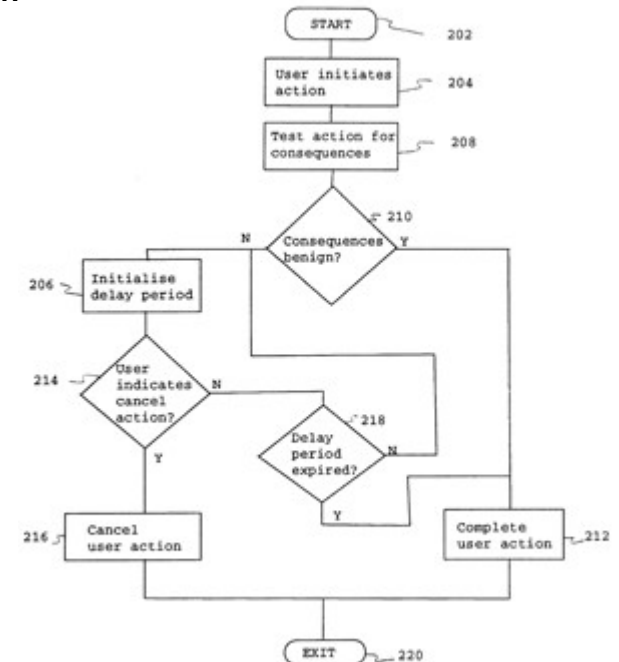 START
202
User initiates
action
204
Test action for
consequences
208
210
N
Consequences
benign?
Y
206
Initialise
delay period
214
User
indicates
cancel
action?
N
218
Delay
period
expired?
N
Y
Y
216
Cancel
user action
Complete
user action
212
EXIT
220